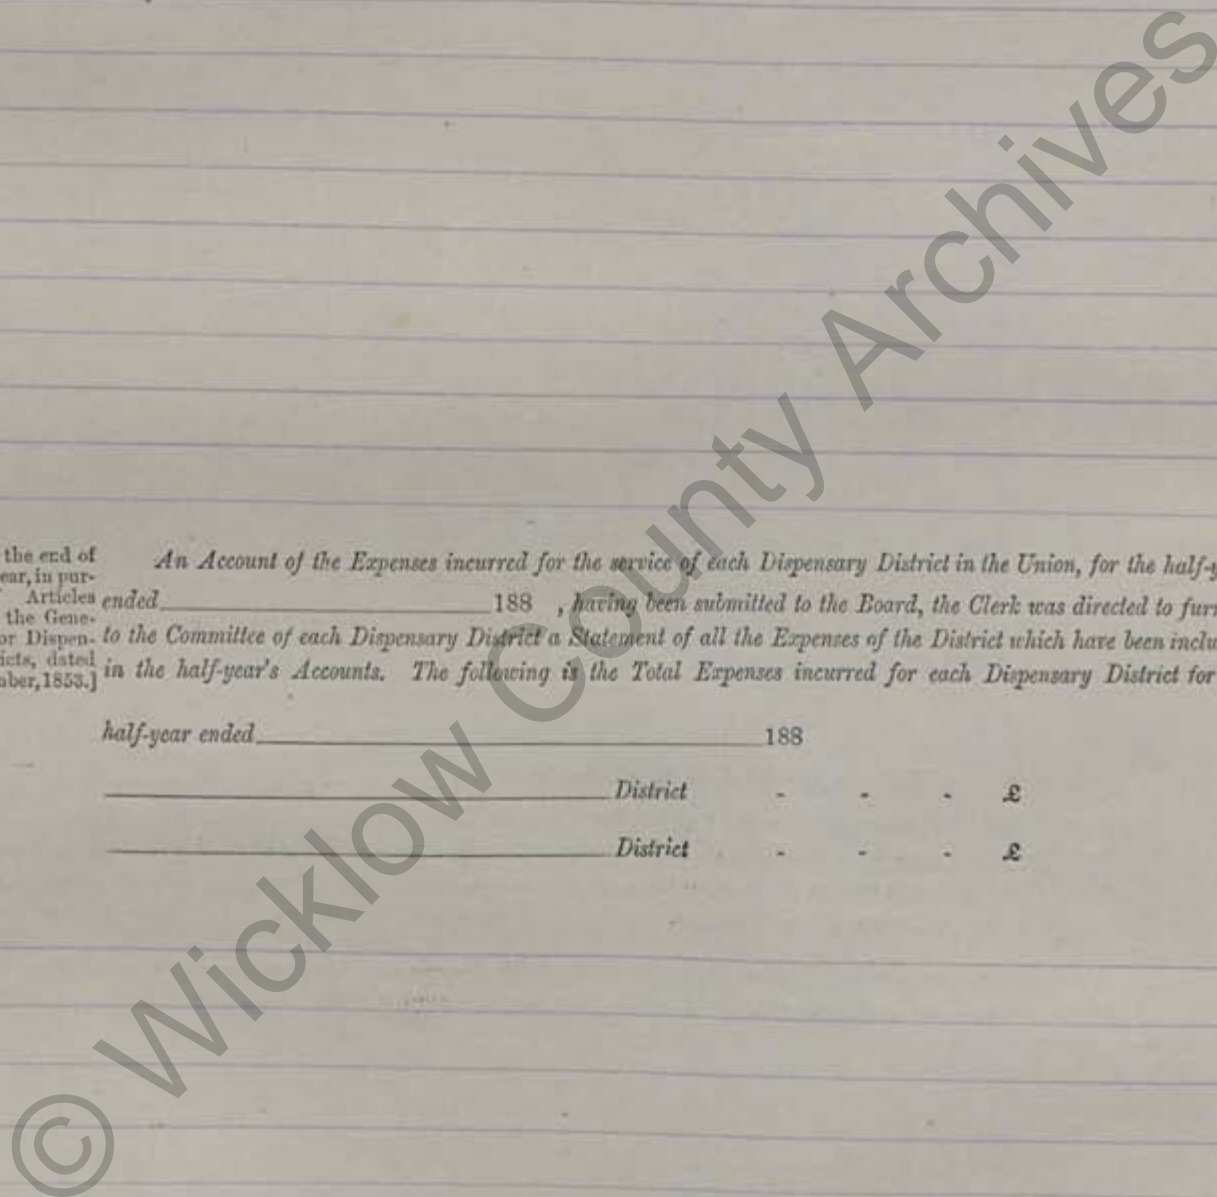 the end of
ear, in pur-
Articles
the Gene-
or Dispen-
icts, dated
ber, 1853.]
An Account of the Expenses incurred for the service of each Dispensary District in the Union, for the half-y
ended 188 , having been submitted to the Board, the Clerk was directed to furn
to the Committee of each Dispensary District a Statement of all the Expenses of the District which have been inclu
in the half-year's Accounts. The following is the Total Expenses incurred for each Dispensary District for
half-year ended 188
District - - - £
District - - - £
© Wicklow County Archives